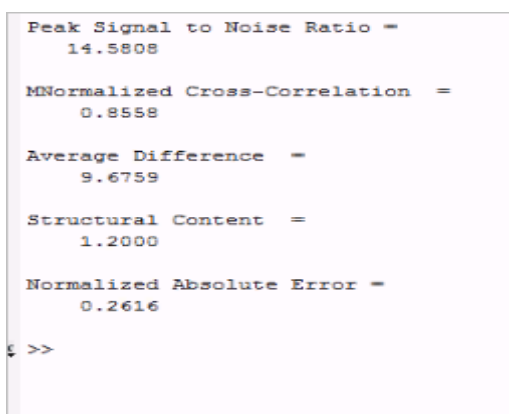 Peak Signal to Noise Ratio =
14.5808
MNormalized Cross-Correlation =
0.8558
Average Difference =
9.6759
Structural Content =
1.2000
Normalized Absolute Error =
0.2616
>>